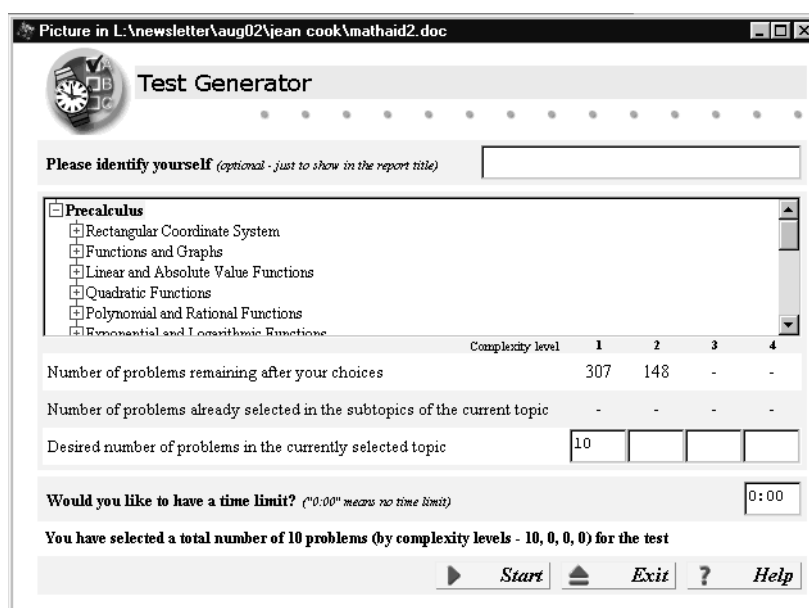 Picture in L:\newsletter\aug02\jean cook\mathaid2.doc
A
B
C
Test Generator
Please identify yourself (optional - just to show in the report title)
Precalculus
Rectangular Coordinate System
Functions and Graphs
Linear and Absolute Value Functions
Quadratic Functions
Polynomial and Rational Functions
Exponential and Logarithmic Functions
Complexity level 1 2 3 4
Number of problems remaining after your choices 307 148 - -
Number of problems already selected in the subtopics of the current topic - - - -
Desired number of problems in the currently selected topic 10
Would you like to have a time limit? ("0:00" means no time limit) 0:00
You have selected a total number of 10 problems (by complexity levels - 10, 0, 0, 0) for the test
Start Exit ? Help